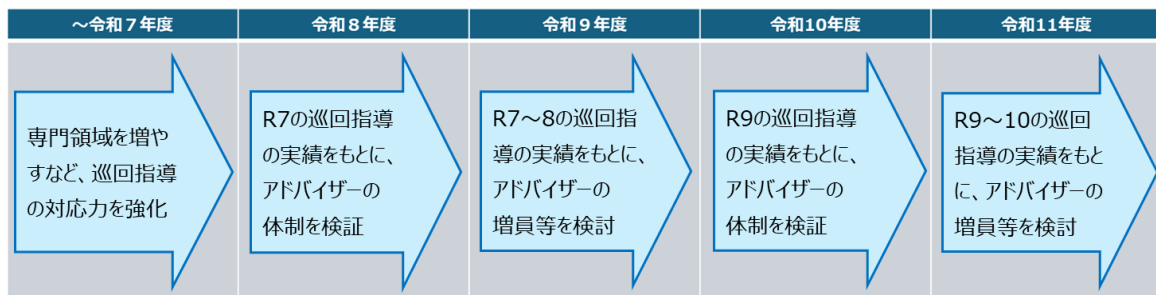 ～令和７年度
令和８年度
令和９年度
令和10年度
令和11年度
専門領域を増や
すなど、巡回指導
の対応力を強化
R7の巡回指導
の実績をもとに、
アドバイザーの
体制を検証
R7～8の巡回指
導の実績をもとに、
アドバイザーの
増員等を検討
R9の巡回指導
の実績をもとに、
アドバイザーの
体制を検証
R9～10の巡回
指導の実績をもと
に、アドバイザーの
増員等を検討